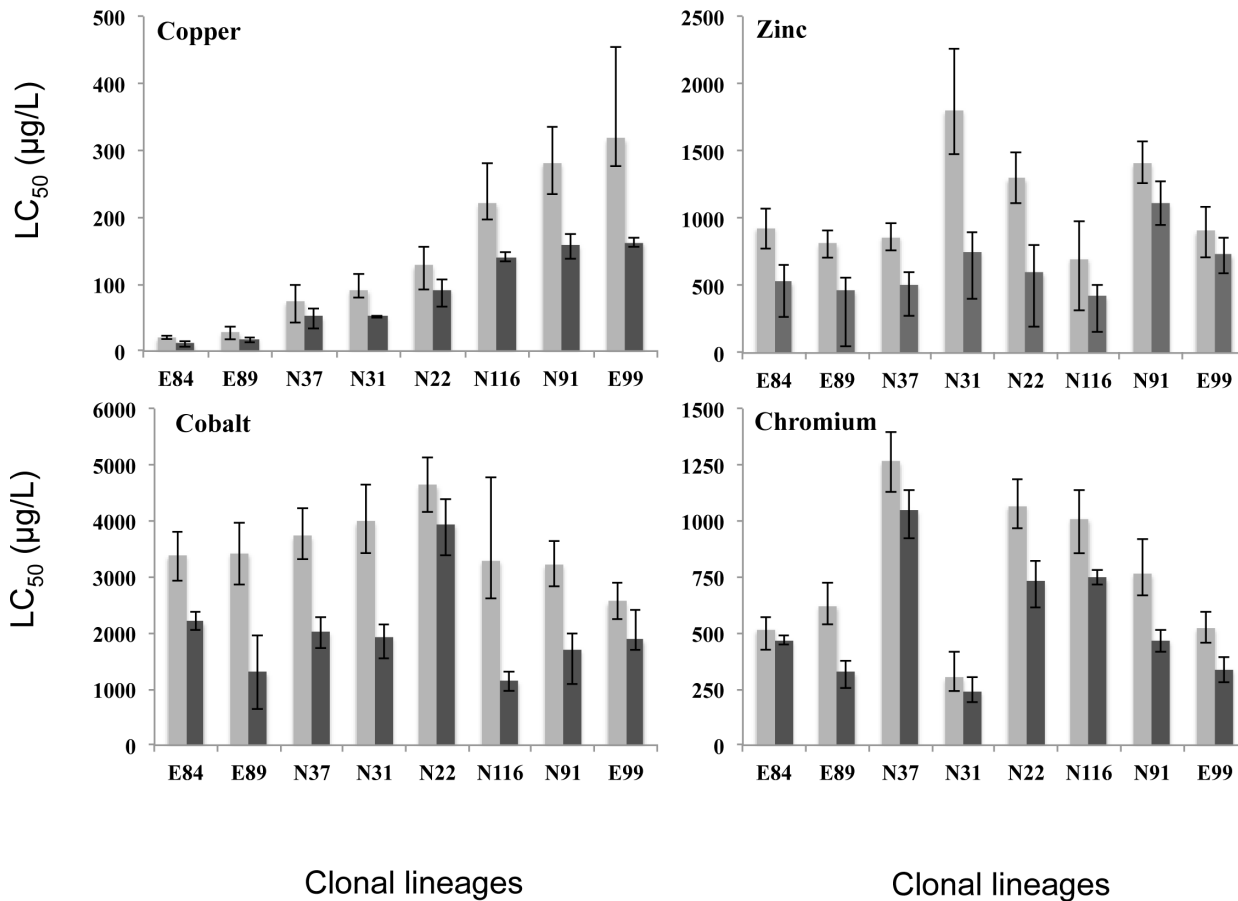 Copper
LC50 (µg/L)
500
400
300
200
100
0
E84 E89 N37 N31 N22 N116 N91 E99
Zinc
2500
2000
1500
1000
500
0
E84 E89 N37 N31 N22 N116 N91 E99
Cobalt
LC50 (µg/L)
6000
5000
4000
3000
2000
1000
0
E84 E89 N37 N31 N22 N116 N91 E99
Chromium
1500
1250
1000
750
500
250
0
E84 E89 N37 N31 N22 N116 N91 E99
Clonal lineages
Clonal lineages